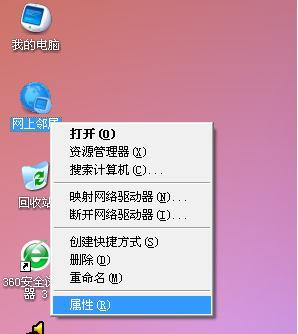 我的电脑
网上邻居
打开(O)
资源管理器(X)
搜索计算机(C)...
回收站
映射网络驱动器(N)...
断开网络驱动器(I)...
创建快捷方式(S)
删除(D)
重命名(M)
360安全
器 3
属性(R)